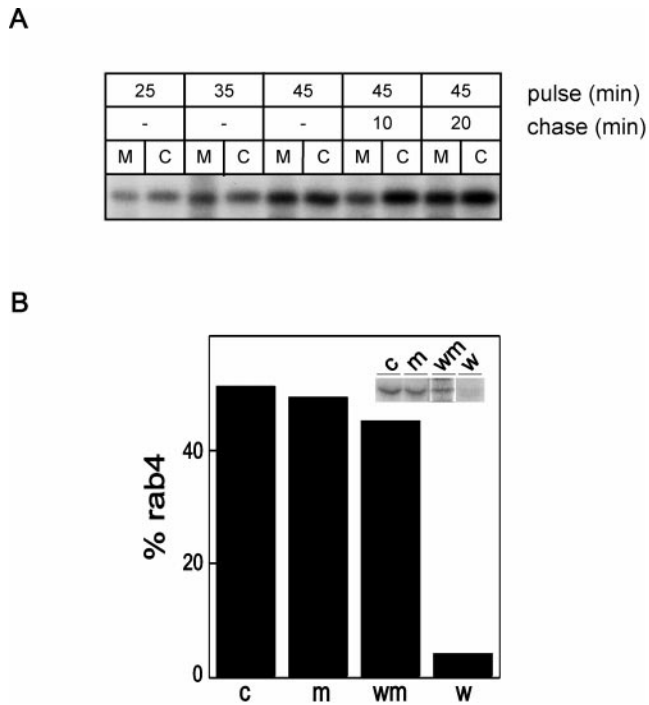 A
25 35 45 45 45 pulse (min)
- - - 10 20 chase (min)
M C M C M C M C M C
B
c m wm w
% rab4
40
20
0
c m wm w